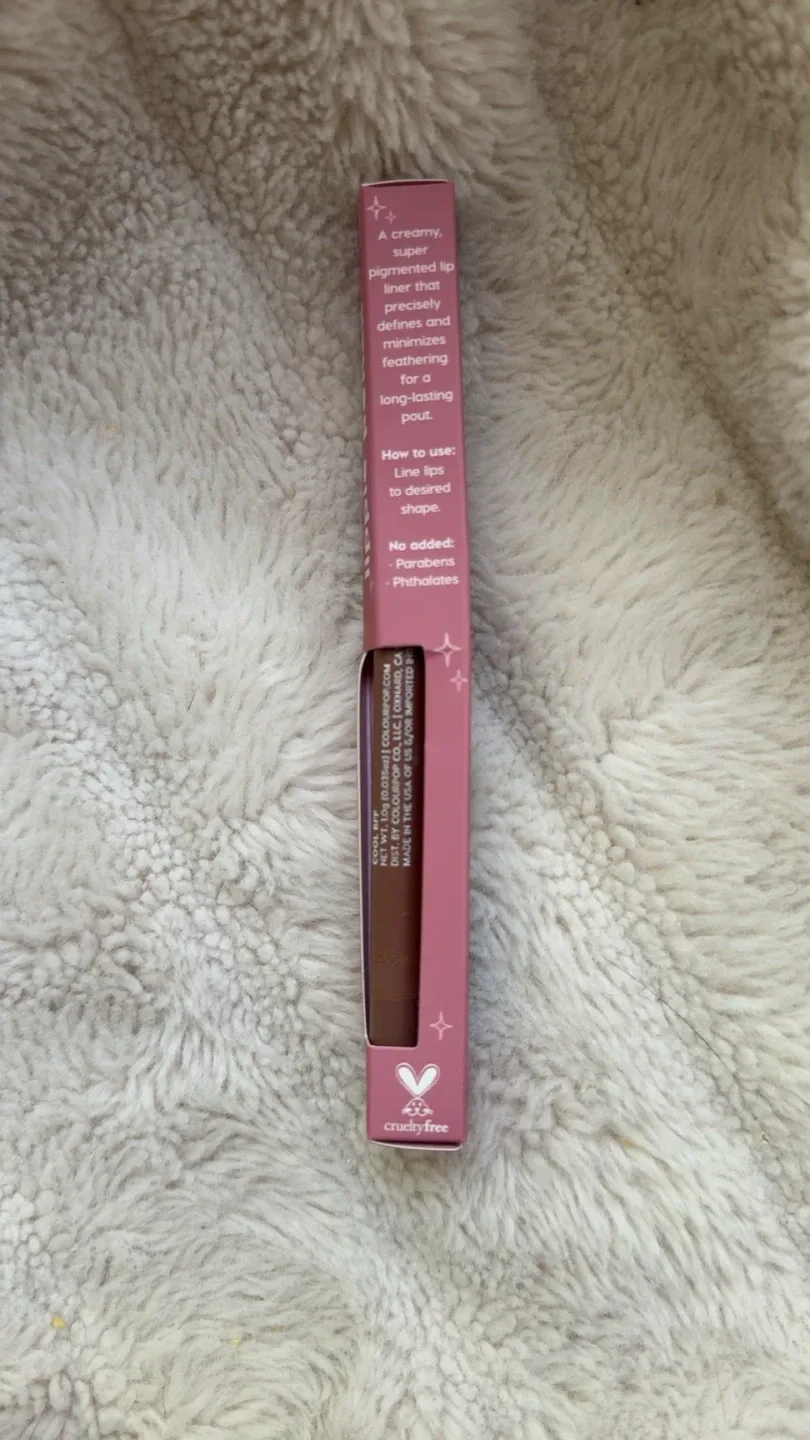 A creamy,
super
pigmented lip
liner that
precisely
defines and
minimizes
feathering
for a
long-lasting
pout.
How to use:
Line lips
to desired
shape.
No added:
· Parabens
· Phthalates
COOL BFF
NET WT. 1.0g (0.035oz) | COLOURPOP.COM
DIST. BY COLOURPOP CO., LLC. | OXNARD, CA
MADE IN THE USA OF US &/OR IMPORTED ING
crueltyfree